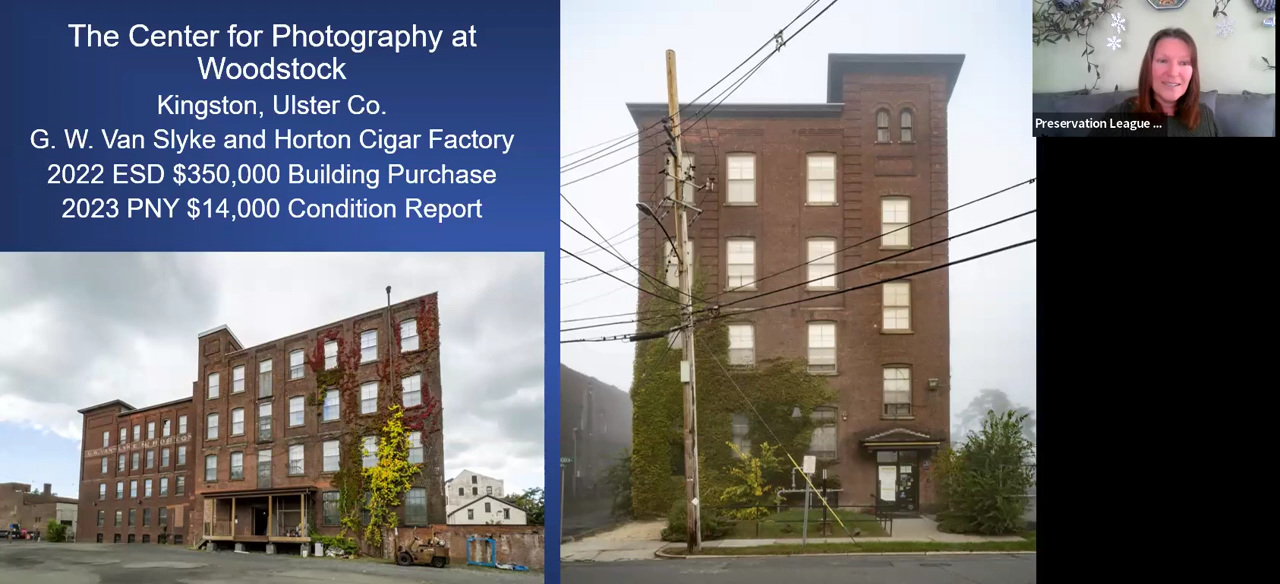 The Center for Photography at
Woodstock
Kingston, Ulster Co.
G. W. Van Slyke and Horton Cigar Factory
2022 ESD $350,000 Building Purchase
2023 PNY $14,000 Condition Report
Preservation League ...